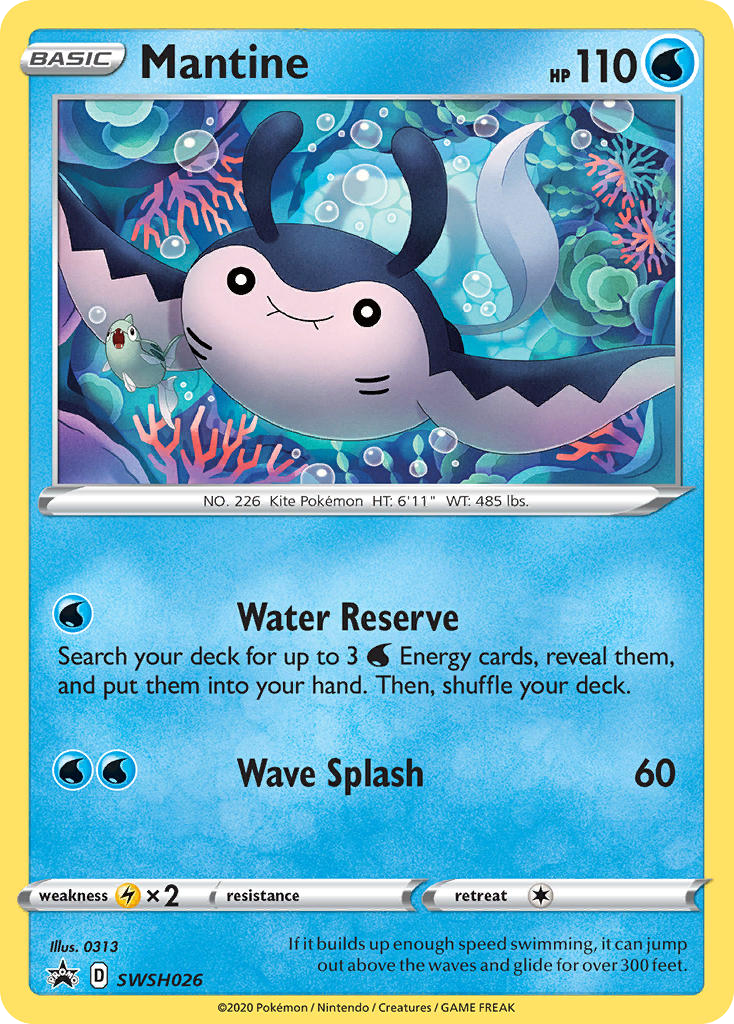 BASIC Mantine HP 110
NO. 226 Kite Pokémon HT: 6'11" WT: 485 lbs.
Water Reserve
Search your deck for up to 3 Energy cards, reveal them,
and put them into your hand. Then, shuffle your deck.
Wave Splash 60
weakness ×2 resistance retreat
Illus. 0313
If it builds up enough speed swimming, it can jump
out above the waves and glide for over 300 feet.
PROMO D SWSH026
©2020 Pokémon / Nintendo / Creatures / GAME FREAK